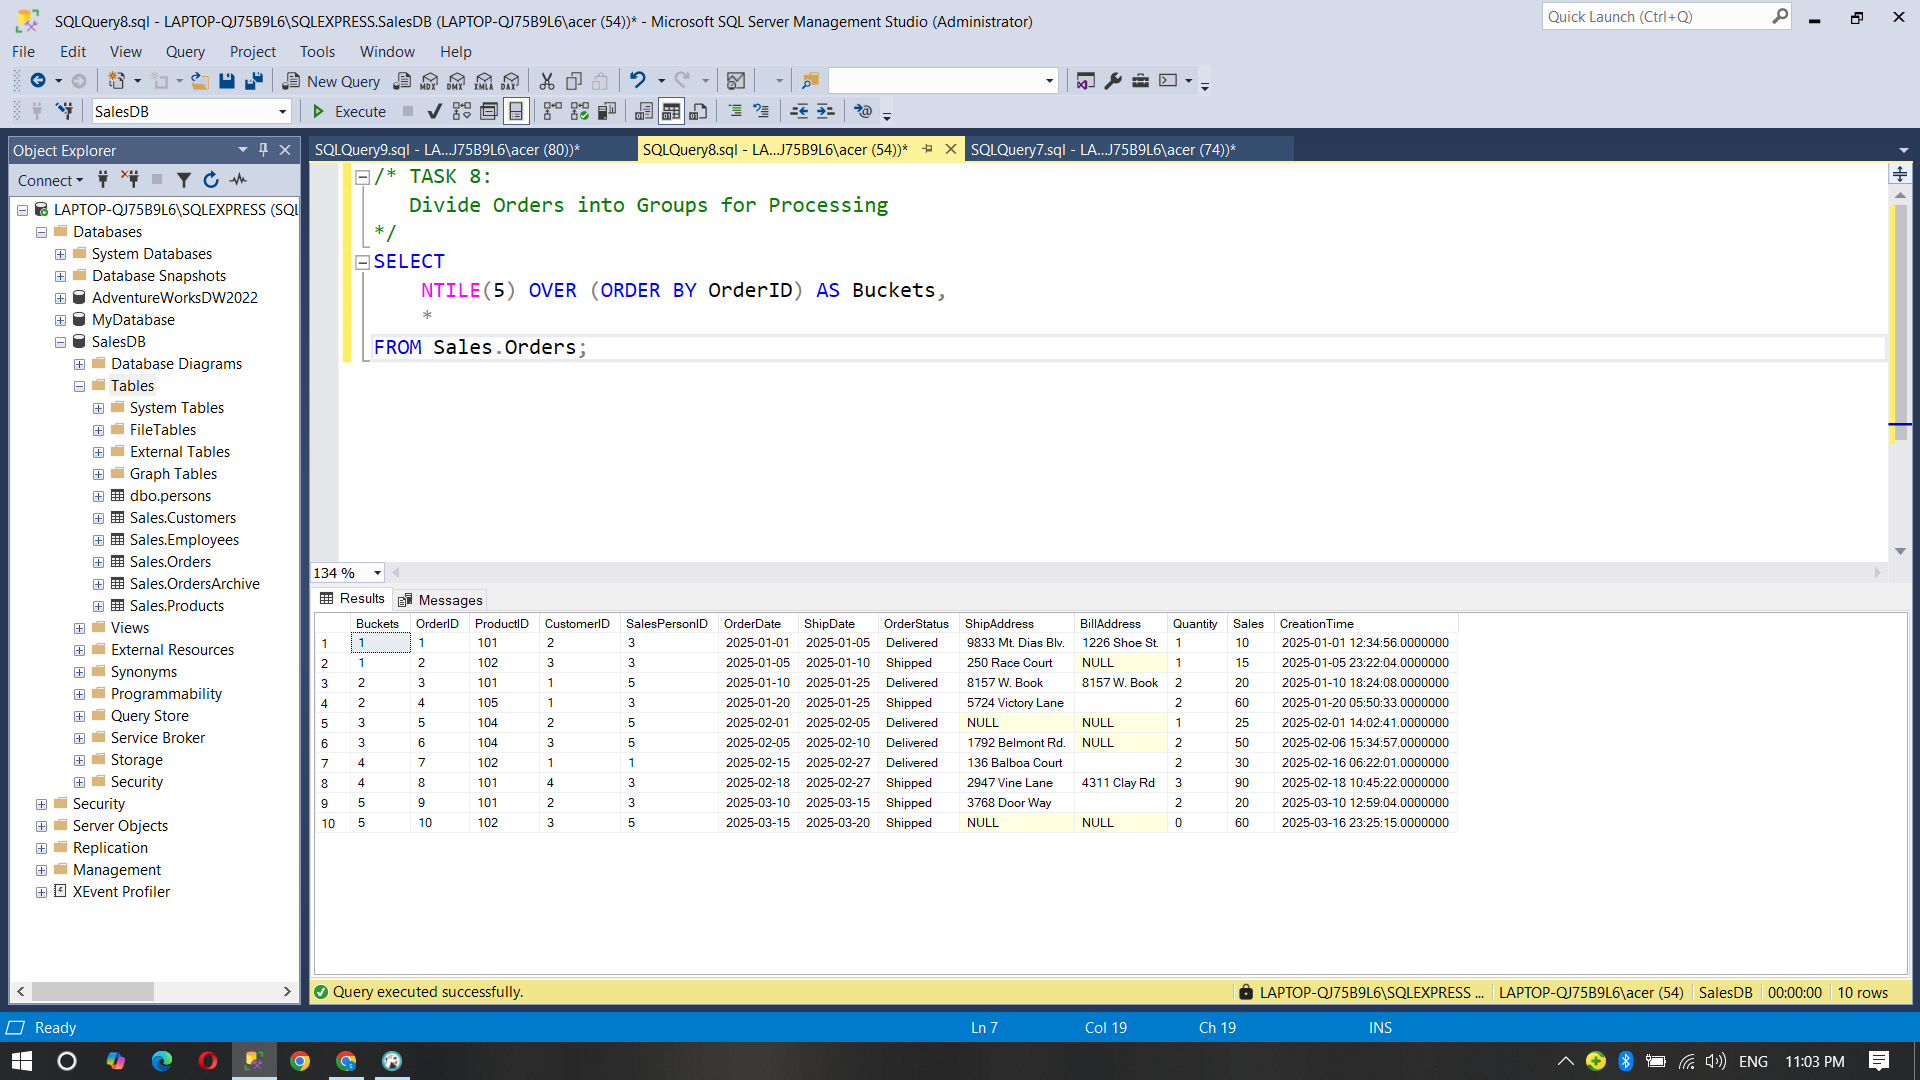 SQLQuery8.sql - LAPTOP-QJ75B9L6\SQLEXPRESS.SalesDB (LAPTOP-QJ75B9L6\acer (54))* - Microsoft SQL Server Management Studio (Administrator)
Quick Launch (Ctrl+Q)
File Edit View Query Project Tools Window Help
New Query MDX DMX XMLA DAX
SalesDB Execute
Object Explorer
SQLQuery9.sql - LA...J75B9L6\acer (80))* SQLQuery8.sql - LA...J75B9L6\acer (54))* SQLQuery7.sql - LA...J75B9L6\acer (74))*
Connect
LAPTOP-QJ75B9L6\SQLEXPRESS (SQL
Databases
System Databases
Database Snapshots
AdventureWorksDW2022
MyDatabase
SalesDB
Database Diagrams
Tables
System Tables
FileTables
External Tables
Graph Tables
dbo.persons
Sales.Customers
Sales.Employees
Sales.Orders
Sales.OrdersArchive
Sales.Products
Views
External Resources
Synonyms
Programmability
Query Store
Service Broker
Storage
Security
Security
Server Objects
Replication
Management
XEvent Profiler
/* TASK 8:
Divide Orders into Groups for Processing
*/
SELECT
NTILE(5) OVER (ORDER BY OrderID) AS Buckets,
*
FROM Sales.Orders;
134 %
Results Messages
Buckets OrderID ProductID CustomerID SalesPersonID OrderDate ShipDate OrderStatus ShipAddress BillAddress Quantity Sales CreationTime
1 1 1 101 2 3 2025-01-01 2025-01-05 Delivered 9833 Mt. Dias Blv. 1226 Shoe St. 1 10 2025-01-01 12:34:56.0000000
2 1 2 102 3 3 2025-01-05 2025-01-10 Shipped 250 Race Court NULL 1 15 2025-01-05 23:22:04.0000000
3 2 3 101 1 5 2025-01-10 2025-01-25 Delivered 8157 W. Book 8157 W. Book 2 20 2025-01-10 18:24:08.0000000
4 2 4 105 1 3 2025-01-20 2025-01-25 Shipped 5724 Victory Lane 2 60 2025-01-20 05:50:33.0000000
5 3 5 104 2 5 2025-02-01 2025-02-05 Delivered NULL NULL 1 25 2025-02-01 14:02:41.0000000
6 3 6 104 3 5 2025-02-05 2025-02-10 Delivered 1792 Belmont Rd. NULL 2 50 2025-02-06 15:34:57.0000000
7 4 7 102 1 1 2025-02-15 2025-02-27 Delivered 136 Balboa Court 2 30 2025-02-16 06:22:01.0000000
8 4 8 101 4 3 2025-02-18 2025-02-27 Shipped 2947 Vine Lane 4311 Clay Rd 3 90 2025-02-18 10:45:22.0000000
9 5 9 101 2 3 2025-03-10 2025-03-15 Shipped 3768 Door Way 2 20 2025-03-10 12:59:04.0000000
10 5 10 102 3 5 2025-03-15 2025-03-20 Shipped NULL NULL 0 60 2025-03-16 23:25:15.0000000
Query executed successfully. LAPTOP-QJ75B9L6\SQLEXPRESS ... LAPTOP-QJ75B9L6\acer (54) SalesDB 00:00:00 10 rows
Ready Ln 7 Col 19 Ch 19 INS
ENG 11:03 PM